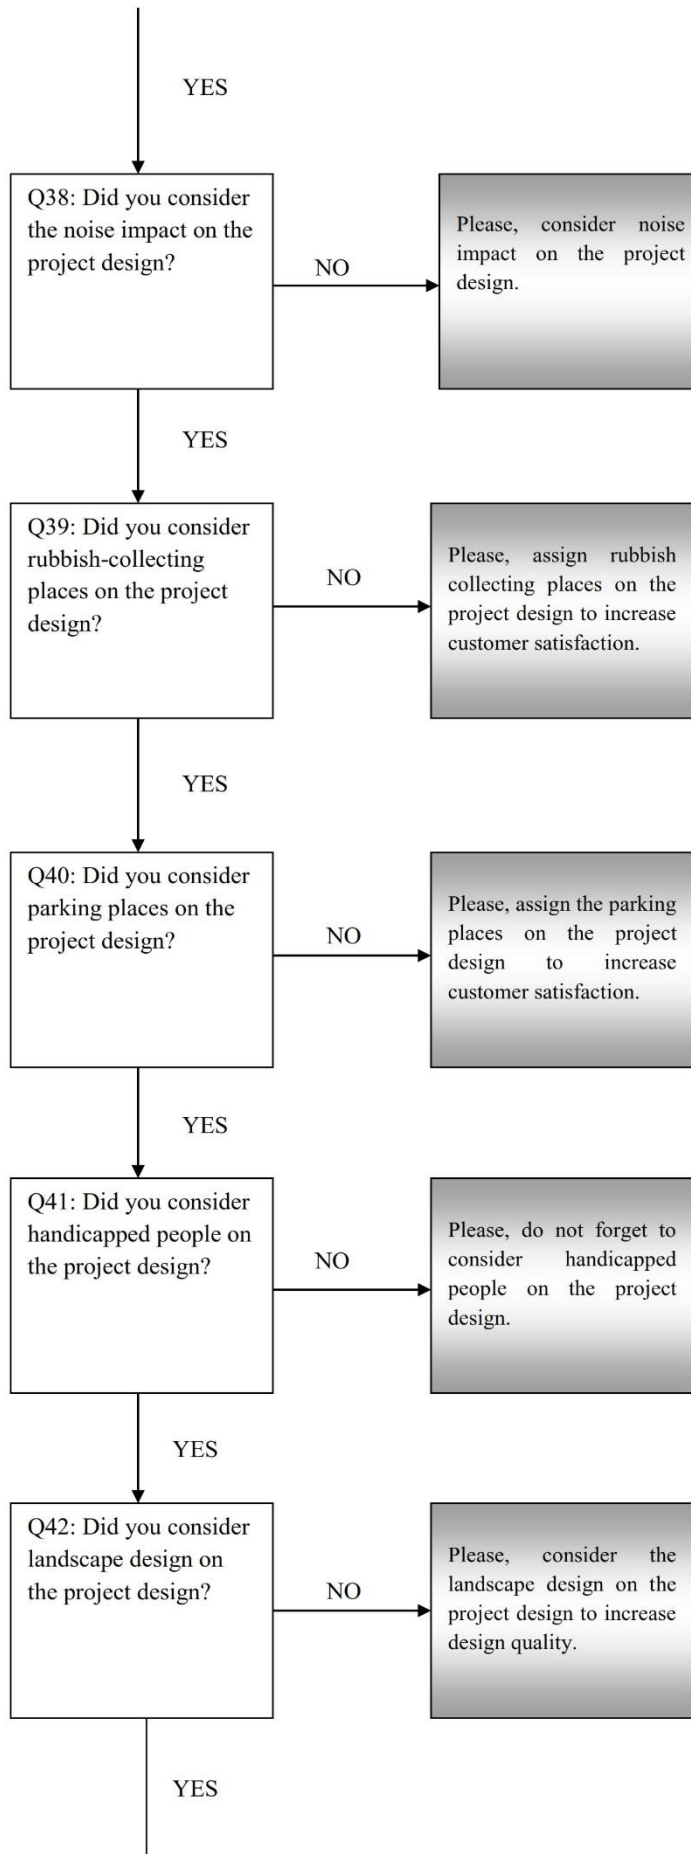 YES
Q38: Did you consider
the noise impact on the
project design?
NO
Please, consider noise
impact on the project
design.
YES
Q39: Did you consider
rubbish-collecting
places on the project
design?
NO
Please, assign rubbish
collecting places on the
project design to increase
customer satisfaction.
YES
Q40: Did you consider
parking places on the
project design?
NO
Please, assign the parking
places on the project
design to increase
customer satisfaction.
YES
Q41: Did you consider
handicapped people on
the project design?
NO
Please, do not forget to
consider handicapped
people on the project
design.
YES
Q42: Did you consider
landscape design on
the project design?
NO
Please, consider the
landscape design on the
project design to increase
design quality.
YES